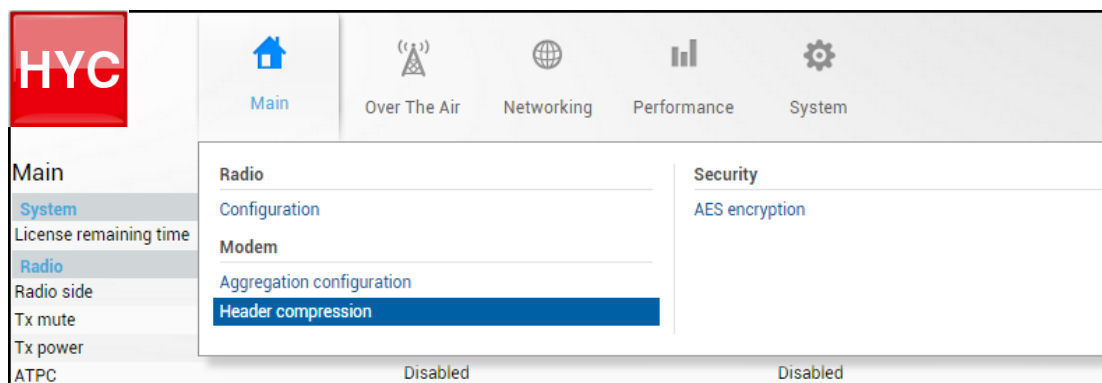 HYC
Main
Over The Air
Networking
Performance
System
Main
System
License remaining time
Radio
Radio side
Tx mute
Tx power
ATPC
Radio
Configuration
Modem
Aggregation configuration
Header compression
Security
AES encryption
Disabled
Disabled